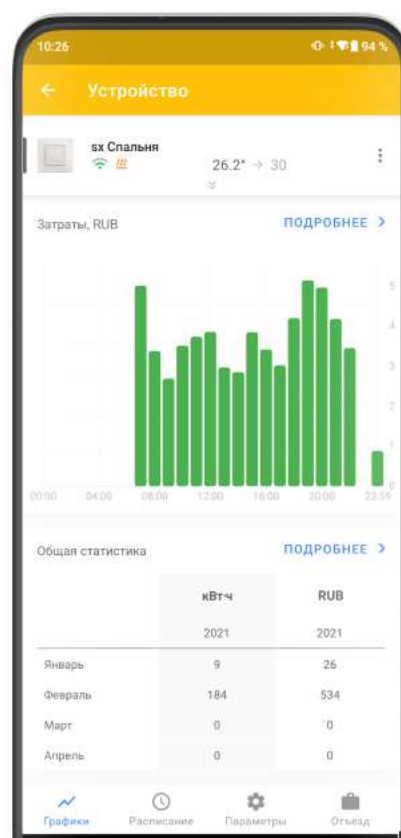 10:26 94 %
Устройство
sx Спальня
26.2° → 30
Затраты, RUB ПОДРОБНЕЕ >
5
4
3
2
1
0
00:00 04:00 08:00 12:00 16:00 20:00 23:59
Общая статистика ПОДРОБНЕЕ >
кВт·ч RUB
2021 2021
Январь 9 26
Февраль 184 534
Март 0 0
Апрель 0 0
Графики Расписание Параметры Отъезд